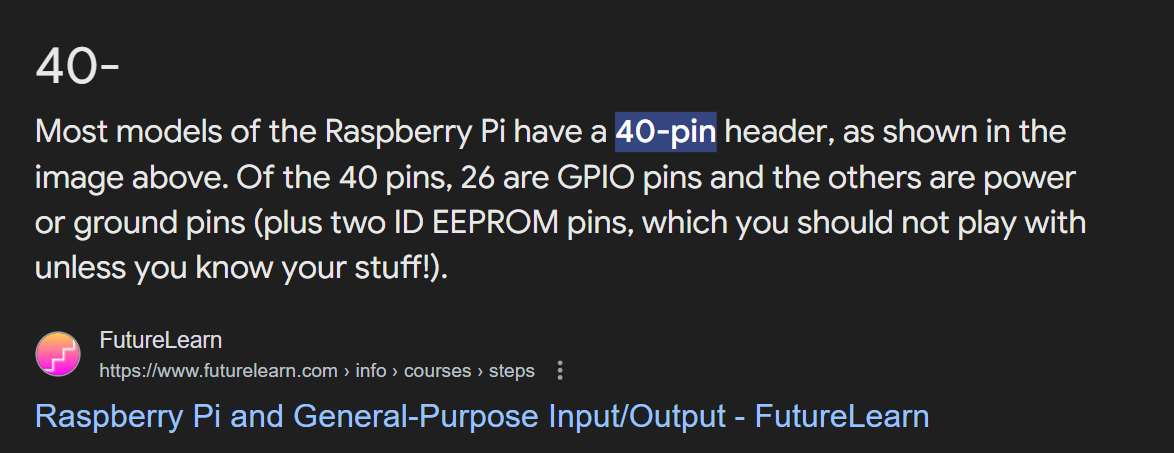 40-
Most models of the Raspberry Pi have a 40-pin header, as shown in the
image above. Of the 40 pins, 26 are GPIO pins and the others are power
or ground pins (plus two ID EEPROM pins, which you should not play with
unless you know your stuff!).
FutureLearn
https://www.futurelearn.com › info › courses › steps
Raspberry Pi and General-Purpose Input/Output - FutureLearn